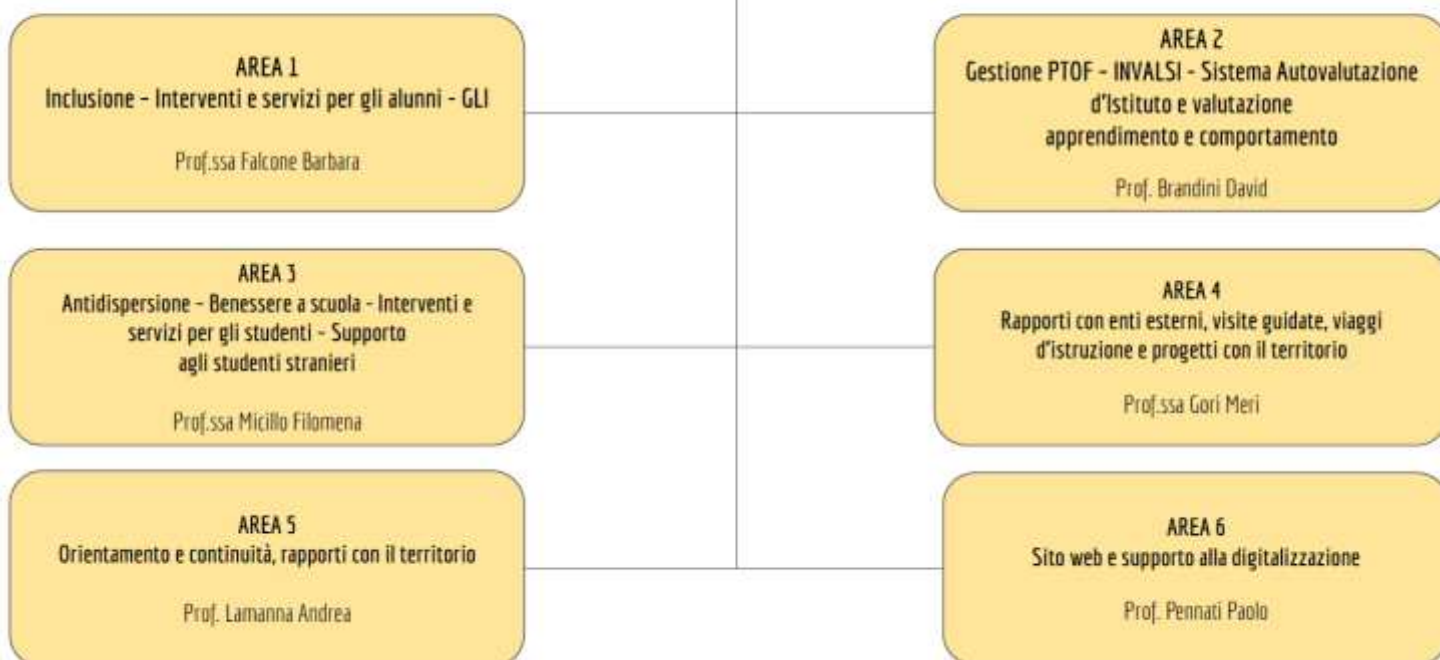 AREA 1
Inclusione - Interventi e servizi per gli alunni - GLI
Prof.ssa Falcone Barbara
AREA 2
Gestione PTOF - INVALSI - Sistema Autovalutazione
d'Istituto e valutazione
apprendimento e comportamento
Prof. Brandini David
AREA 3
Antidispersione - Benessere a scuola - Interventi e
servizi per gli studenti - Supporto
agli studenti stranieri
Prof.ssa Micillo Filomena
AREA 4
Rapporti con enti esterni, visite guidate, viaggi
d'istruzione e progetti con il territorio
Prof.ssa Gori Meri
AREA 5
Orientamento e continuità, rapporti con il territorio
Prof. Lamanna Andrea
AREA 6
Sito web e supporto alla digitalizzazione
Prof. Pennati Paolo